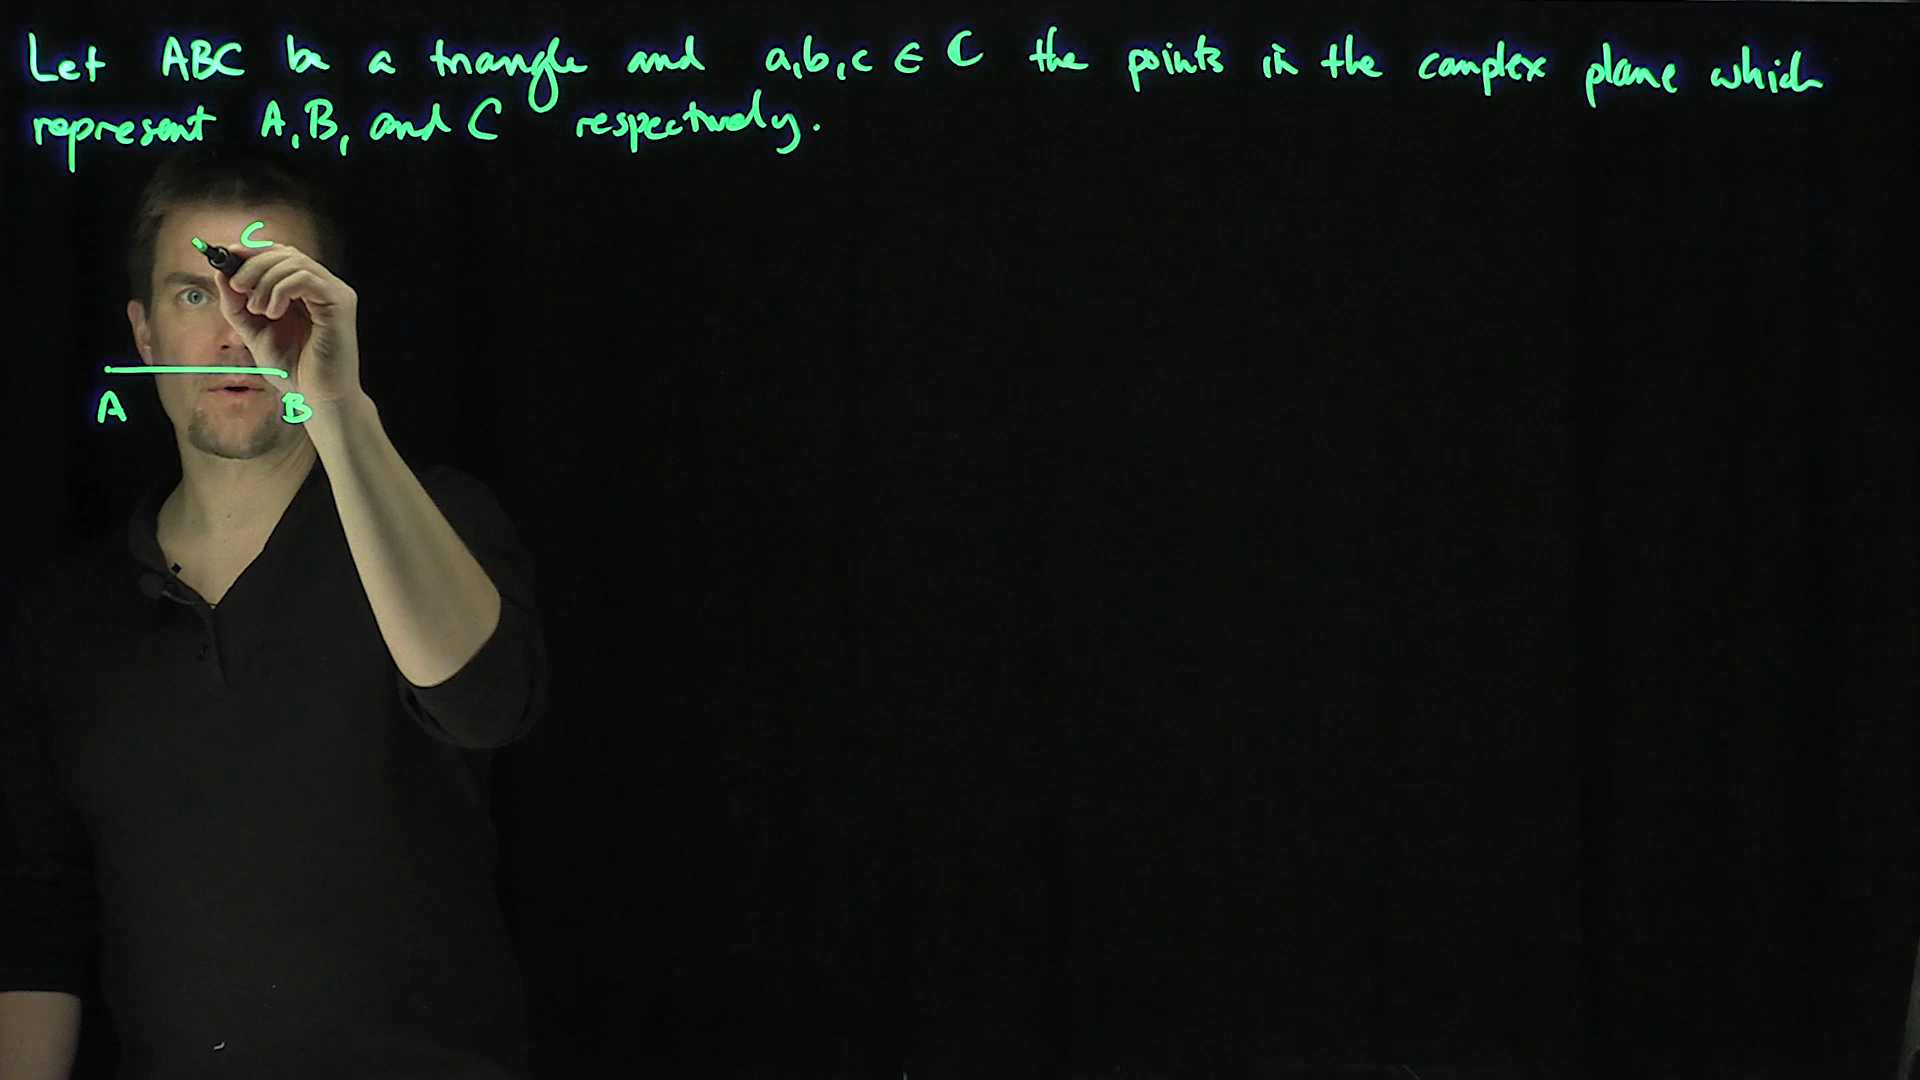 Let ABC be a triangle and a,b,c ∈ ℂ the points in the complex plane which
represent A, B, and C respectively.
C
A B